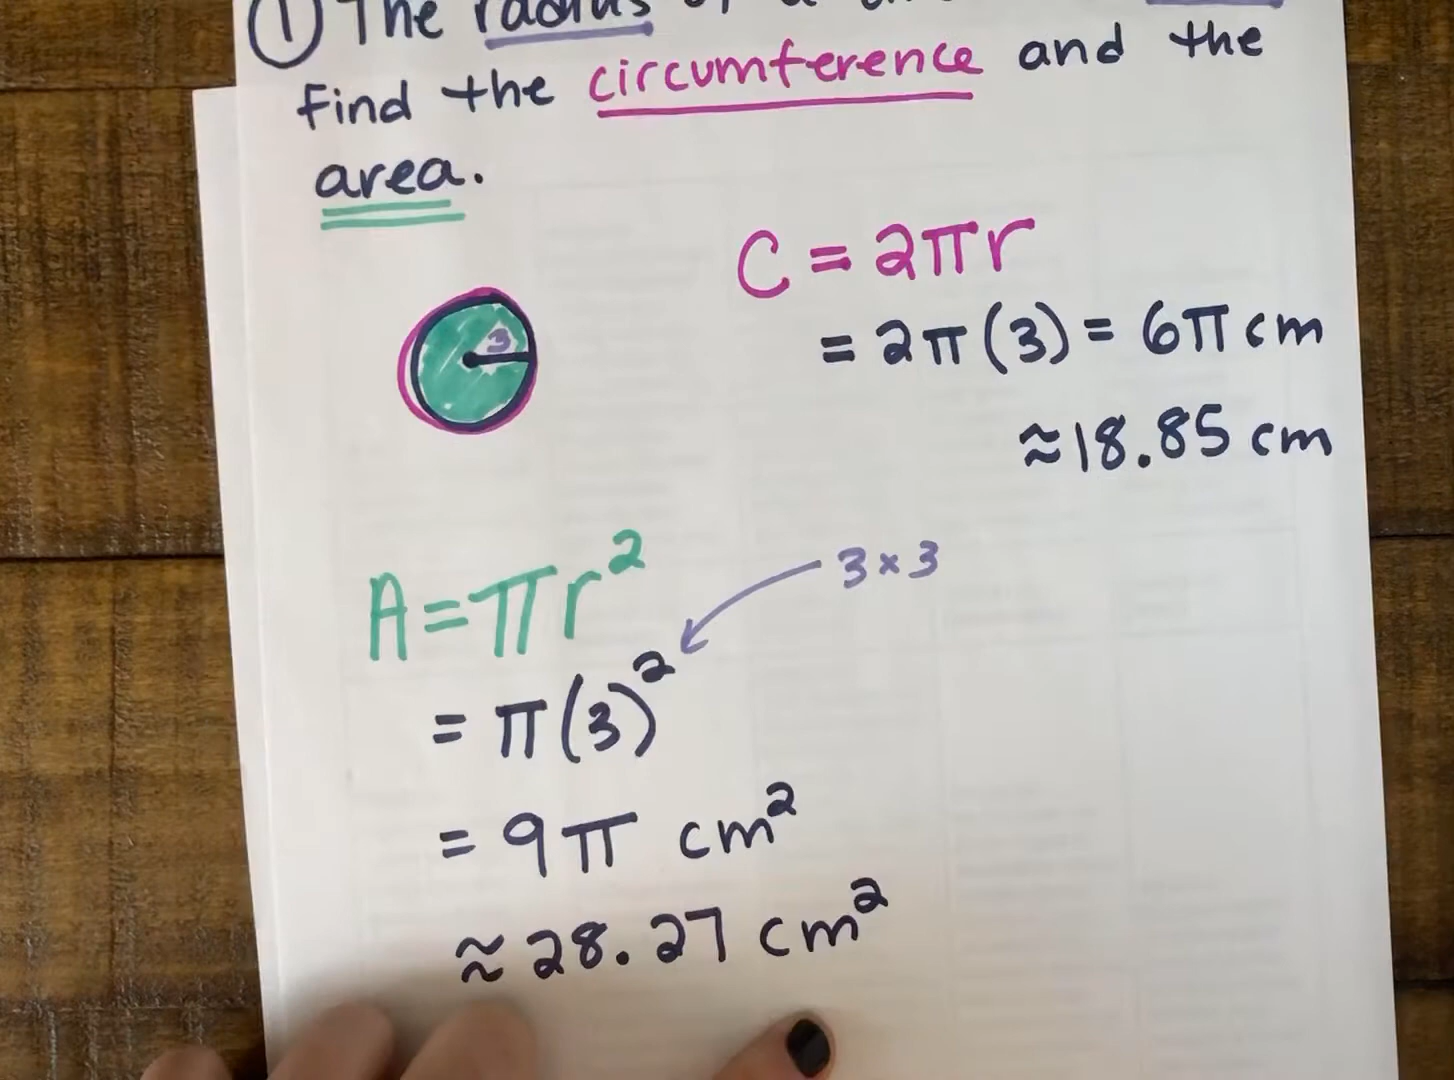 ① The radius
find the circumference and the
area.
C = 2πr
= 2π(3) = 6π cm
≈ 18.85 cm
3
A = πr²
3 × 3
= π(3)²
= 9π cm²
≈ 28.27 cm²